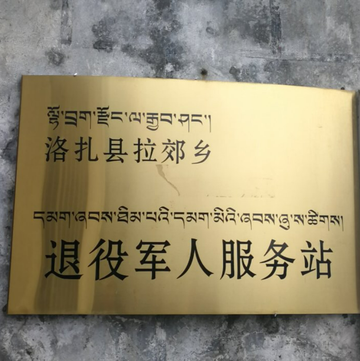 ལྷོ་བྲག་རྫོང་ལ་རྒྱབ་ཤང་།
洛扎县拉郊乡
དམག་ཞབས་ཐིམ་པའི་དམག་མིའི་ཞབས་ཞུ་ས་ཚིགས།
退役军人服务站